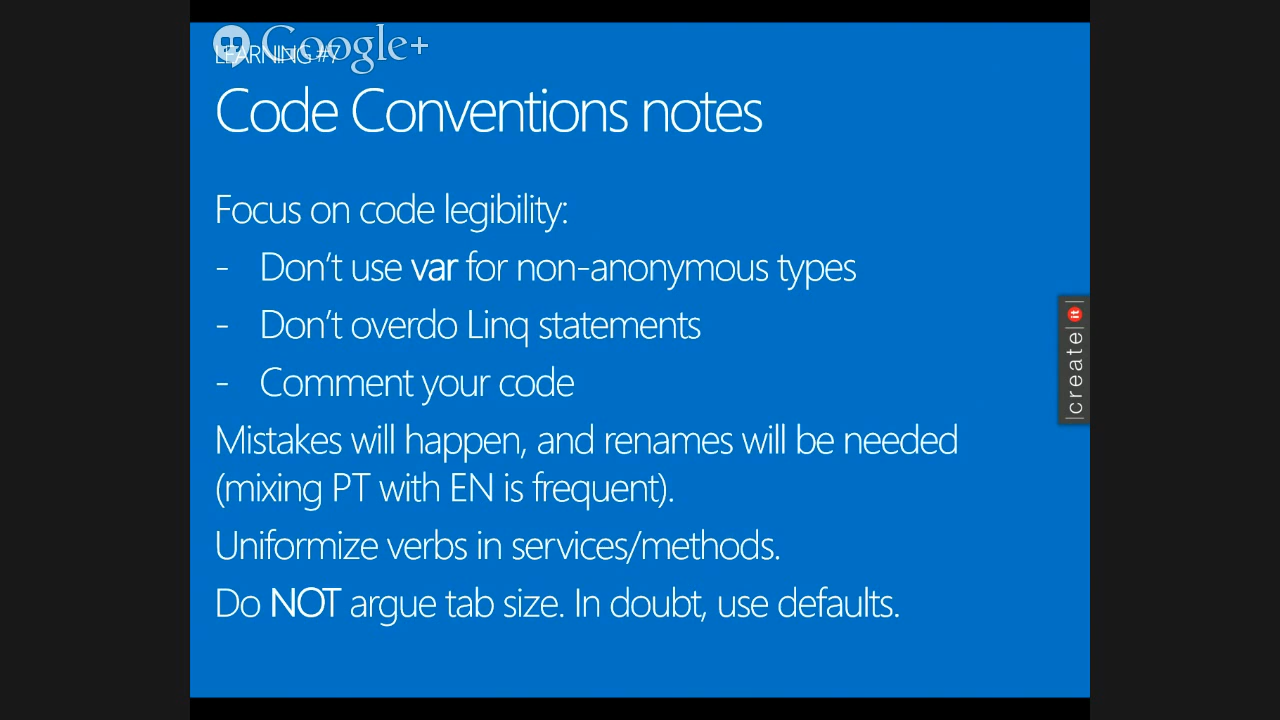 Google+
LEARNING #7
Code Conventions notes
Focus on code legibility:
- Don't use var for non-anonymous types
- Don't overdo Linq statements
- Comment your code
Mistakes will happen, and renames will be needed
(mixing PT with EN is frequent).
Uniformize verbs in services/methods.
Do NOT argue tab size. In doubt, use defaults.
|create|it|